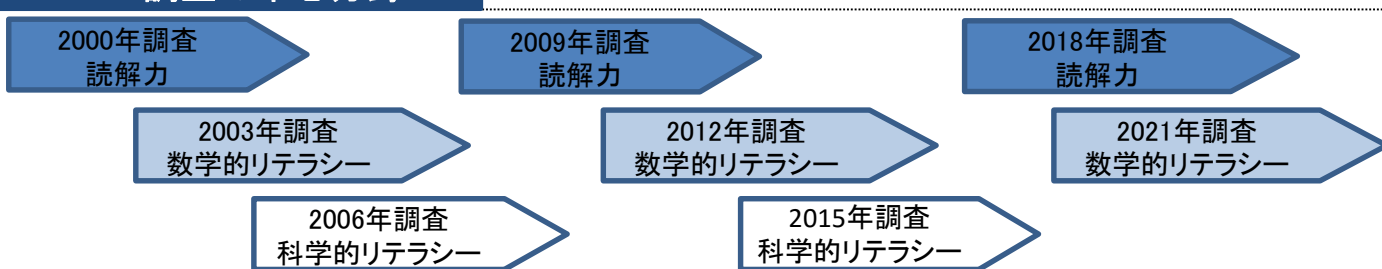 2000年調査
読解力
2009年調査
読解力
2018年調査
読解力
2003年調査
数学的リテラシー
2012年調査
数学的リテラシー
2021年調査
数学的リテラシー
2006年調査
科学的リテラシー
2015年調査
科学的リテラシー